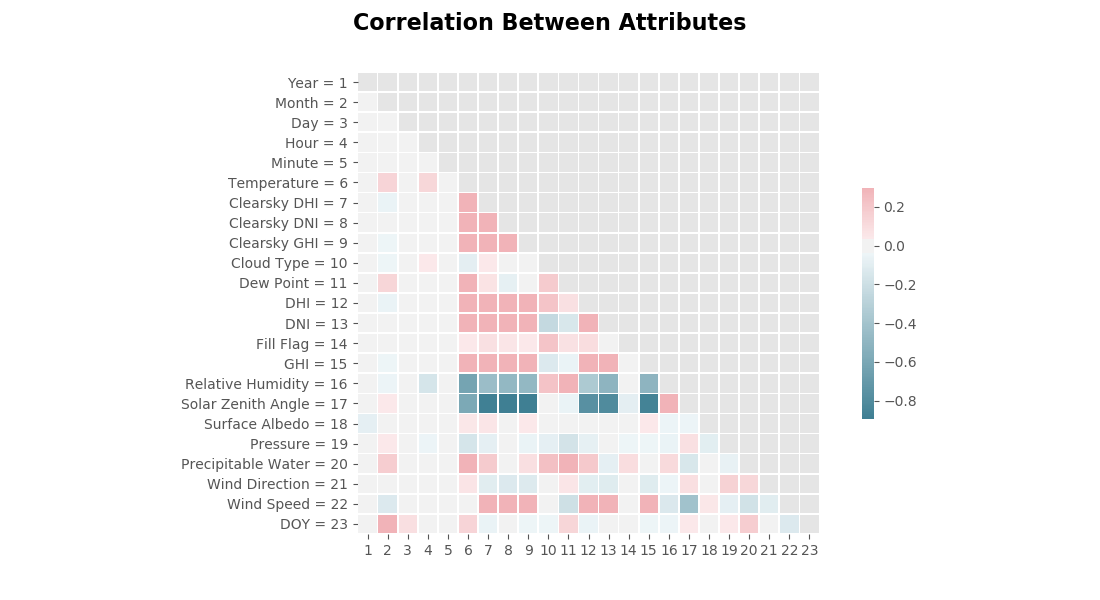 Correlation Between Attributes
Year = 1
Month = 2
Day = 3
Hour = 4
Minute = 5
Temperature = 6
Clearsky DHI = 7
Clearsky DNI = 8
Clearsky GHI = 9
Cloud Type = 10
Dew Point = 11
DHI = 12
DNI = 13
Fill Flag = 14
GHI = 15
Relative Humidity = 16
Solar Zenith Angle = 17
Surface Albedo = 18
Pressure = 19
Precipitable Water = 20
Wind Direction = 21
Wind Speed = 22
DOY = 23
1 2 3 4 5 6 7 8 9 10 11 12 13 14 15 16 17 18 19 20 21 22 23
0.2
0.0
−0.2
−0.4
−0.6
−0.8